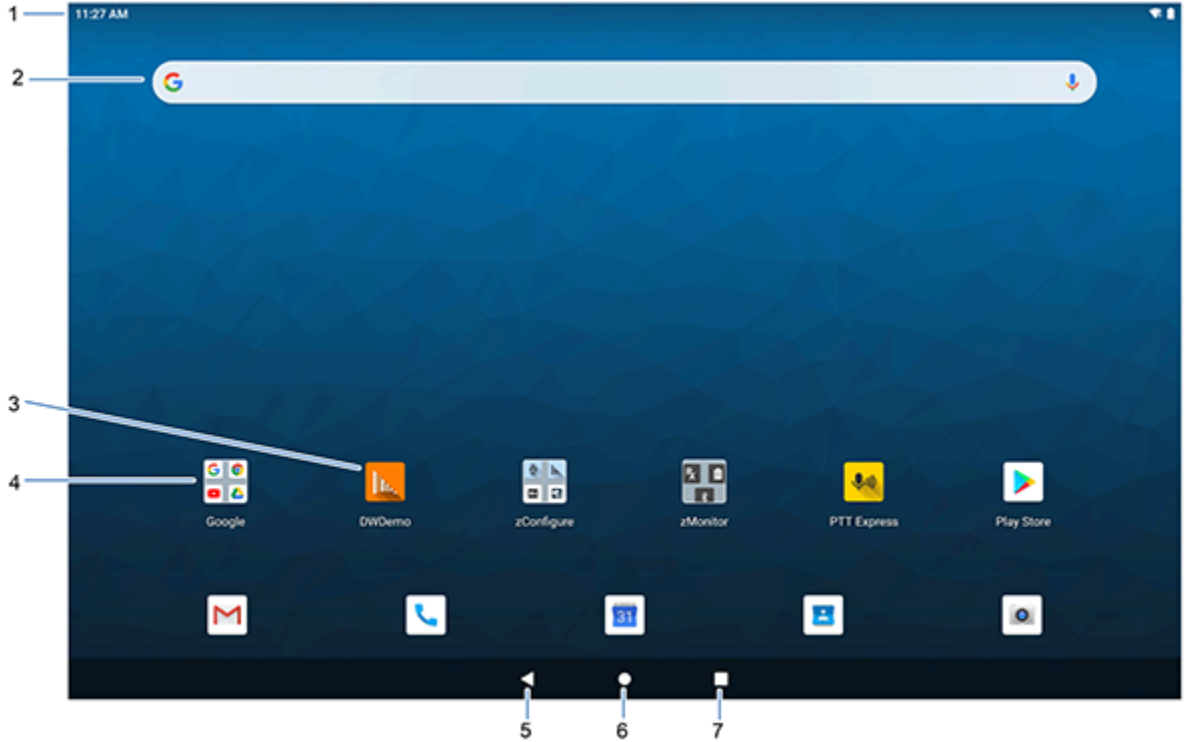 1
11:27 AM
2
3
4
Google
DWDemo
zConfigure
zMonitor
PTT Express
Play Store
31
5
6
7